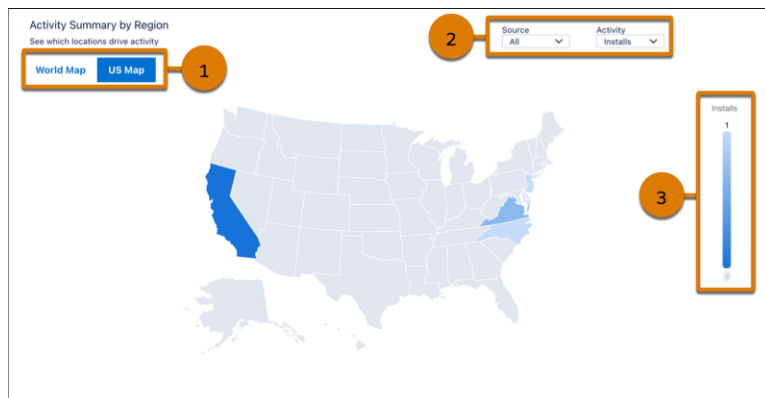 Activity Summary by Region
See which locations drive activity
World Map US Map
1
2
Source Activity
All Installs
Installs
1
3